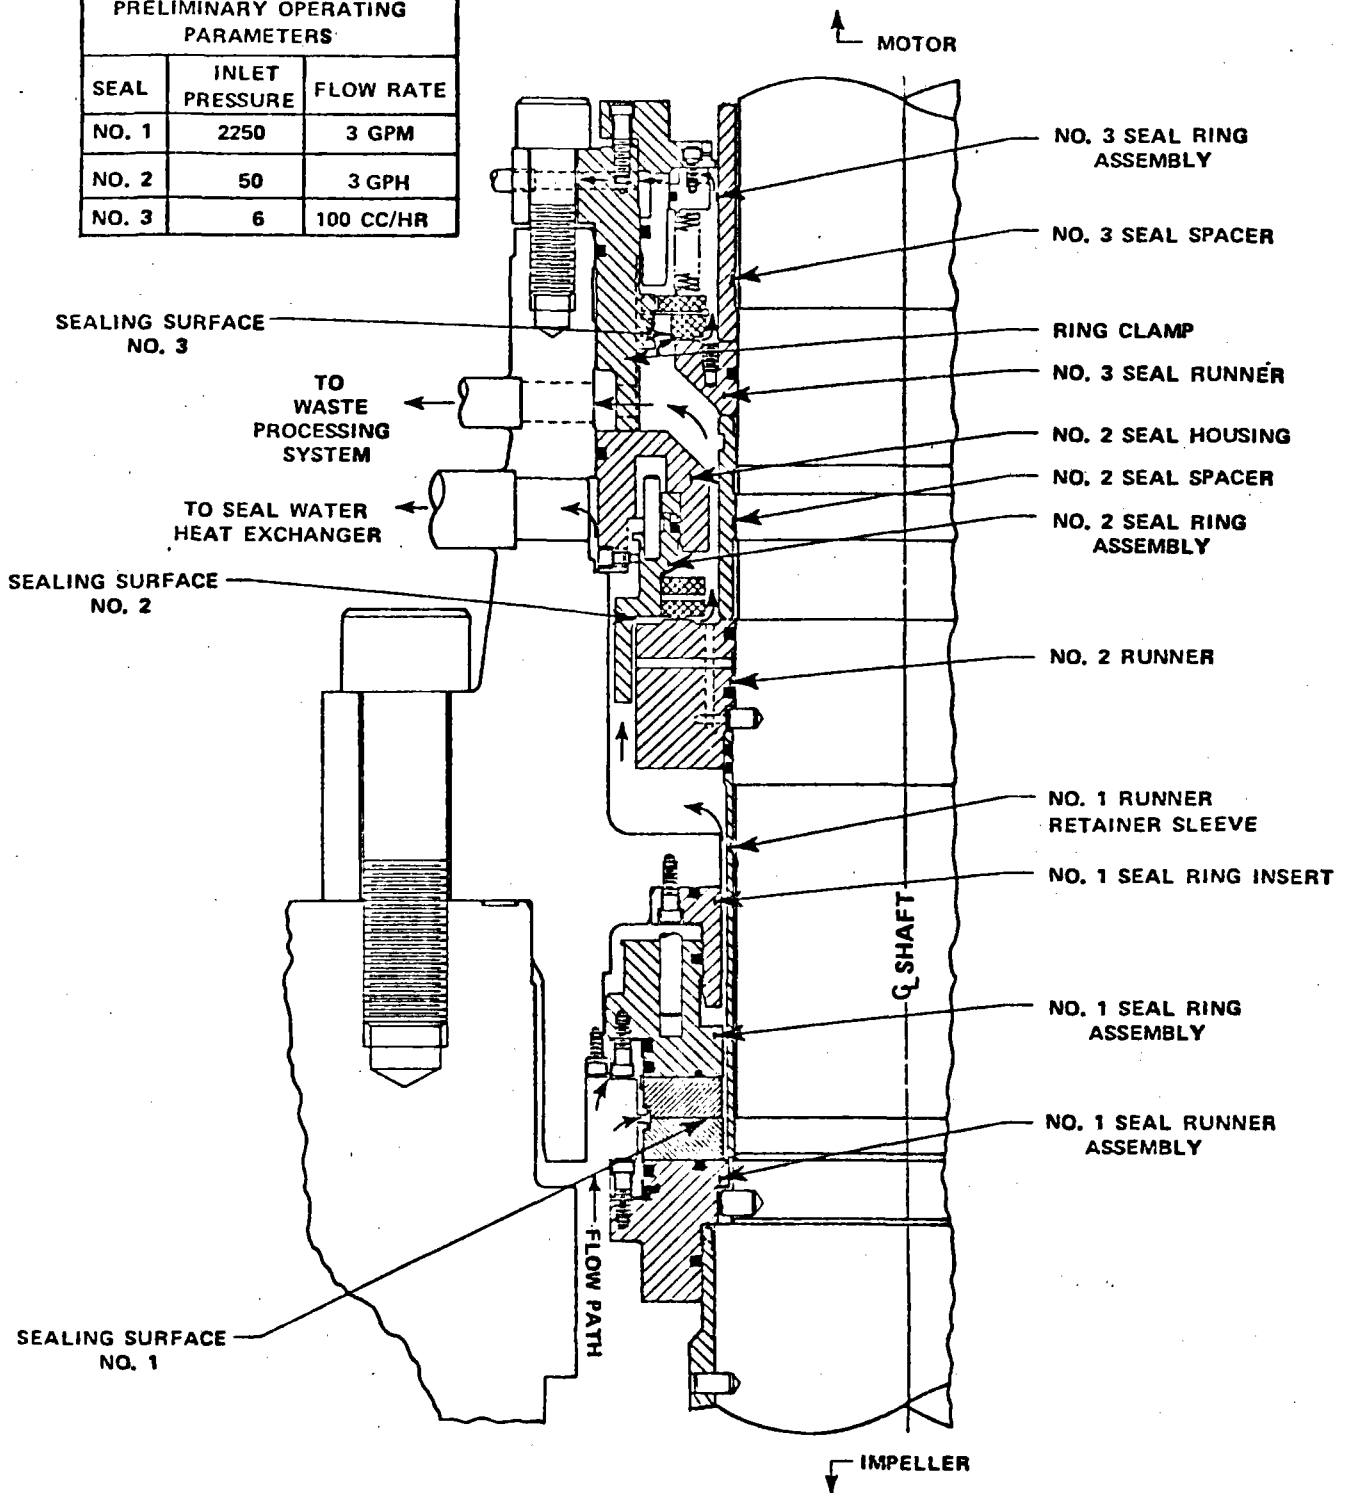 PRELIMINARY OPERATING
PARAMETERS
SEAL INLET PRESSURE FLOW RATE
NO. 1 2250 3 GPM
NO. 2 50 3 GPH
NO. 3 6 100 CC/HR
MOTOR
NO. 3 SEAL RING
ASSEMBLY
NO. 3 SEAL SPACER
SEALING SURFACE
NO. 3
RING CLAMP
NO. 3 SEAL RUNNER
TO
WASTE
PROCESSING
SYSTEM
NO. 2 SEAL HOUSING
NO. 2 SEAL SPACER
TO SEAL WATER
HEAT EXCHANGER
NO. 2 SEAL RING
ASSEMBLY
SEALING SURFACE
NO. 2
NO. 2 RUNNER
NO. 1 RUNNER
RETAINER SLEEVE
NO. 1 SEAL RING INSERT
℄ SHAFT
NO. 1 SEAL RING
ASSEMBLY
NO. 1 SEAL RUNNER
ASSEMBLY
FLOW PATH
SEALING SURFACE
NO. 1
IMPELLER